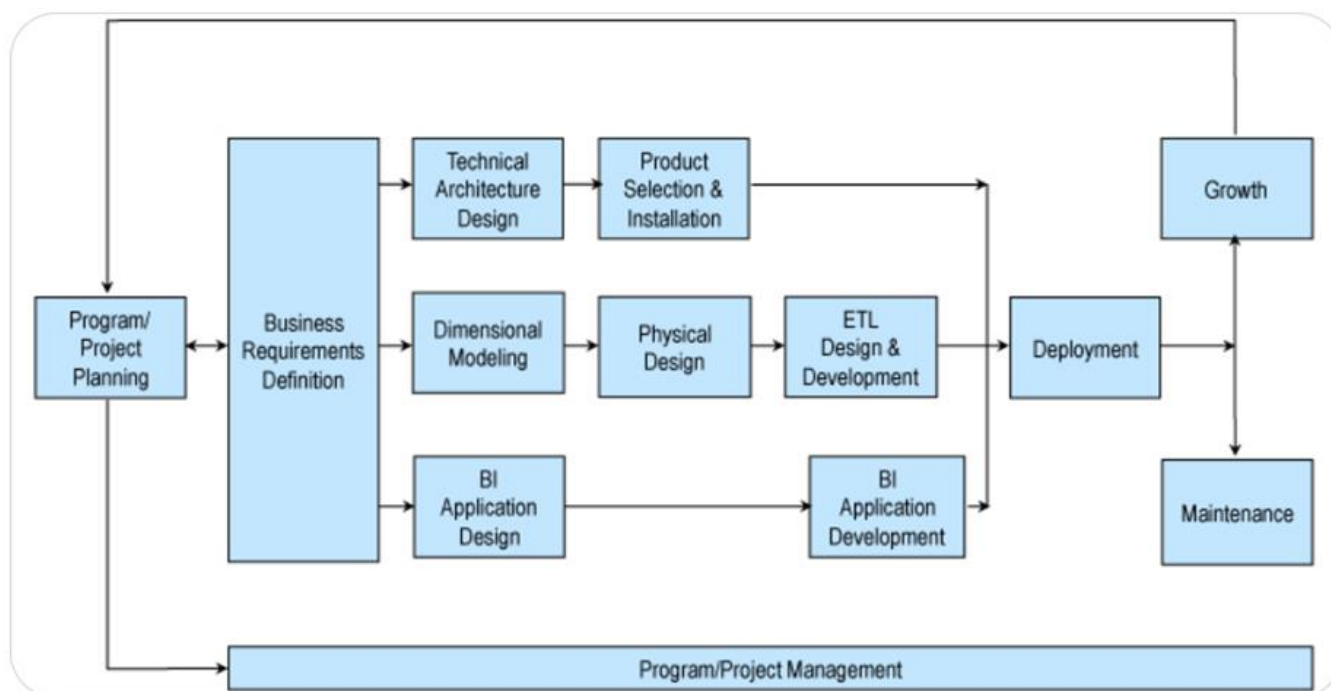 Technical
Architecture
Design
Product
Selection &
Installation
Growth
Program/
Project
Planning
Business
Requirements
Definition
Dimensional
Modeling
Physical
Design
ETL
Design &
Development
Deployment
BI
Application
Design
BI
Application
Development
Maintenance
Program/Project Management